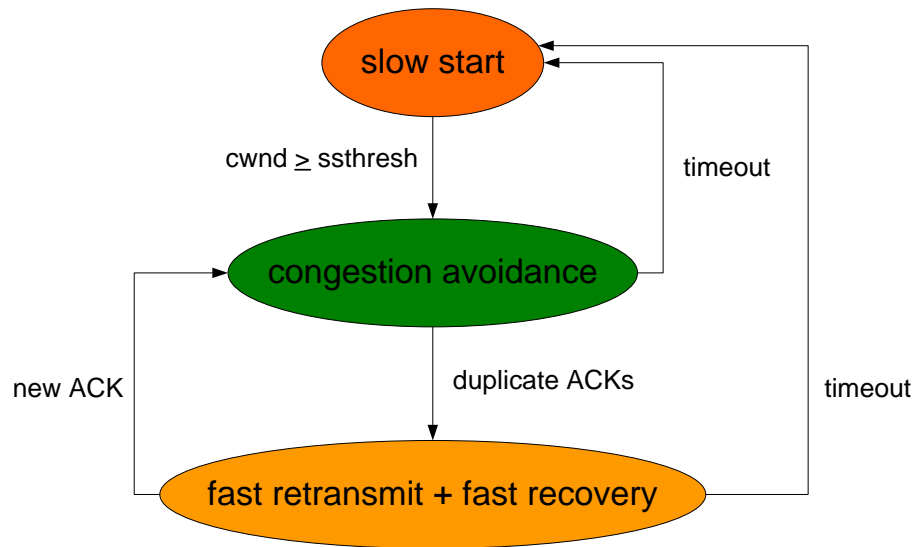 slow start
cwnd ≥ ssthresh
timeout
congestion avoidance
new ACK
duplicate ACKs
timeout
fast retransmit + fast recovery